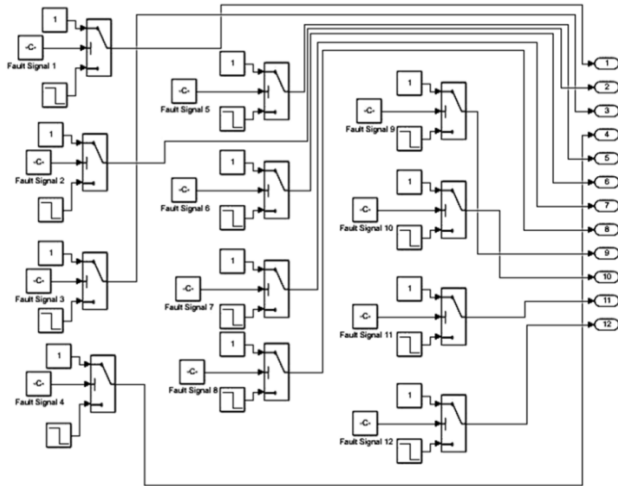 1
-C-
Fault Signal 1
1
-C-
Fault Signal 2
1
-C-
Fault Signal 3
1
-C-
Fault Signal 4
1
-C-
Fault Signal 5
1
-C-
Fault Signal 6
1
-C-
Fault Signal 7
1
-C-
Fault Signal 8
1
-C-
Fault Signal 9
1
-C-
Fault Signal 10
1
-C-
Fault Signal 11
1
-C-
Fault Signal 12
1
2
3
4
5
6
7
8
9
10
11
12